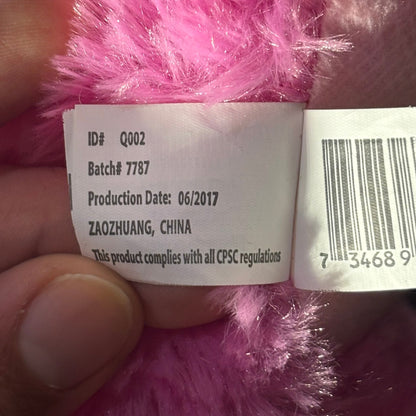 ID# Q002
Batch# 7787
Production Date: 06/2017
ZAOZHUANG, CHINA
This product complies with all CPSC regulations
7 34689